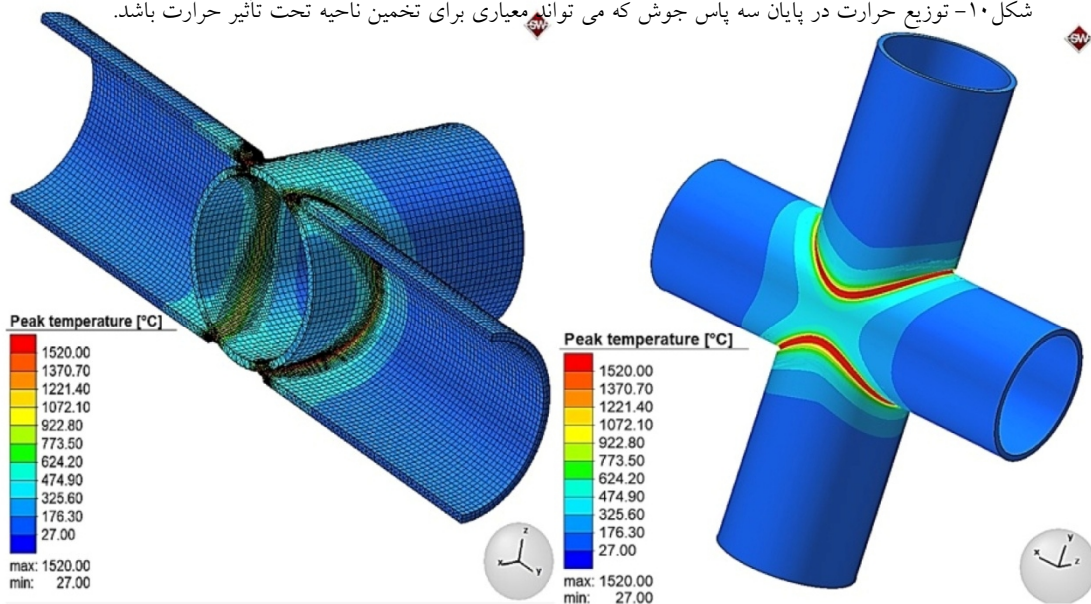 شکل۱۰- توزیع حرارت در پایان سه پاس جوش که می تواند معیاری برای تخمین ناحیه تحت تاثیر حرارت باشد.
SW
SW
Peak temperature [°C]
1520.00
1370.70
1221.40
1072.10
922.80
773.50
624.20
474.90
325.60
176.30
27.00
max: 1520.00
min: 27.00
z
x
y
Peak temperature [°C]
1520.00
1370.70
1221.40
1072.10
922.80
773.50
624.20
474.90
325.60
176.30
27.00
max: 1520.00
min: 27.00
y
x
z